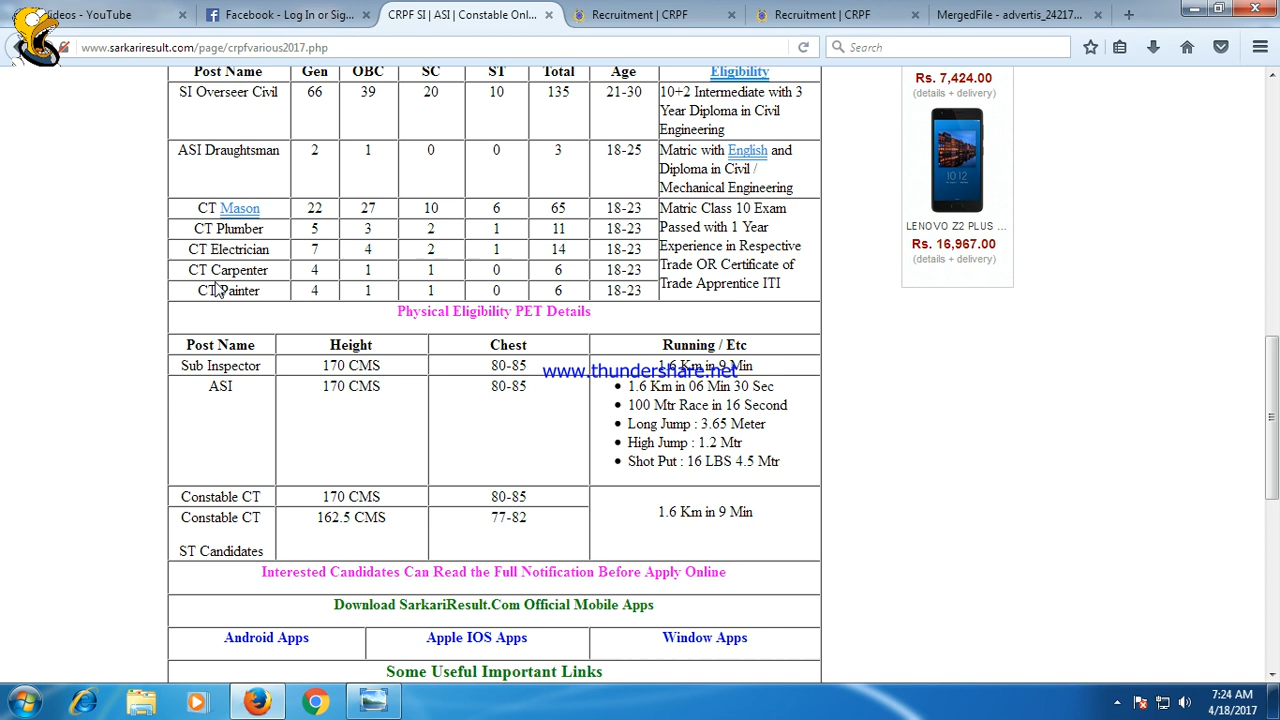 Videos - YouTube
Facebook - Log In or Sig...
CRPF SI | ASI | Constable Onl...
Recruitment | CRPF
Recruitment | CRPF
MergedFile - advertis_24217...
www.sarkariresult.com/page/crpfvarious2017.php
Search
Post Name Gen OBC SC ST Total Age Eligibility
SI Overseer Civil 66 39 20 10 135 21-30 10+2 Intermediate with 3
Year Diploma in Civil
Engineering
ASI Draughtsman 2 1 0 0 3 18-25 Matric with English and
Diploma in Civil /
Mechanical Engineering
CT Mason 22 27 10 6 65 18-23 Matric Class 10 Exam
CT Plumber 5 3 2 1 11 18-23 Passed with 1 Year
CT Electrician 7 4 2 1 14 18-23 Experience in Respective
CT Carpenter 4 1 1 0 6 18-23 Trade OR Certificate of
CT Painter 4 1 1 0 6 18-23 Trade Apprentice ITI
Physical Eligibility PET Details
Post Name Height Chest Running / Etc
Sub Inspector 170 CMS 80-85 1.6 Km in 9 Min
www.thundershare.net
ASI 170 CMS 80-85 1.6 Km in 06 Min 30 Sec
100 Mtr Race in 16 Second
Long Jump : 3.65 Meter
High Jump : 1.2 Mtr
Shot Put : 16 LBS 4.5 Mtr
Constable CT 170 CMS 80-85
1.6 Km in 9 Min
Constable CT 162.5 CMS 77-82
ST Candidates
Interested Candidates Can Read the Full Notification Before Apply Online
Download SarkariResult.Com Official Mobile Apps
Android Apps Apple IOS Apps Window Apps
Some Useful Important Links
Rs. 7,424.00
(details + delivery)
10 12
LENOVO Z2 PLUS ...
Rs. 16,967.00
(details + delivery)
7:24 AM
4/18/2017